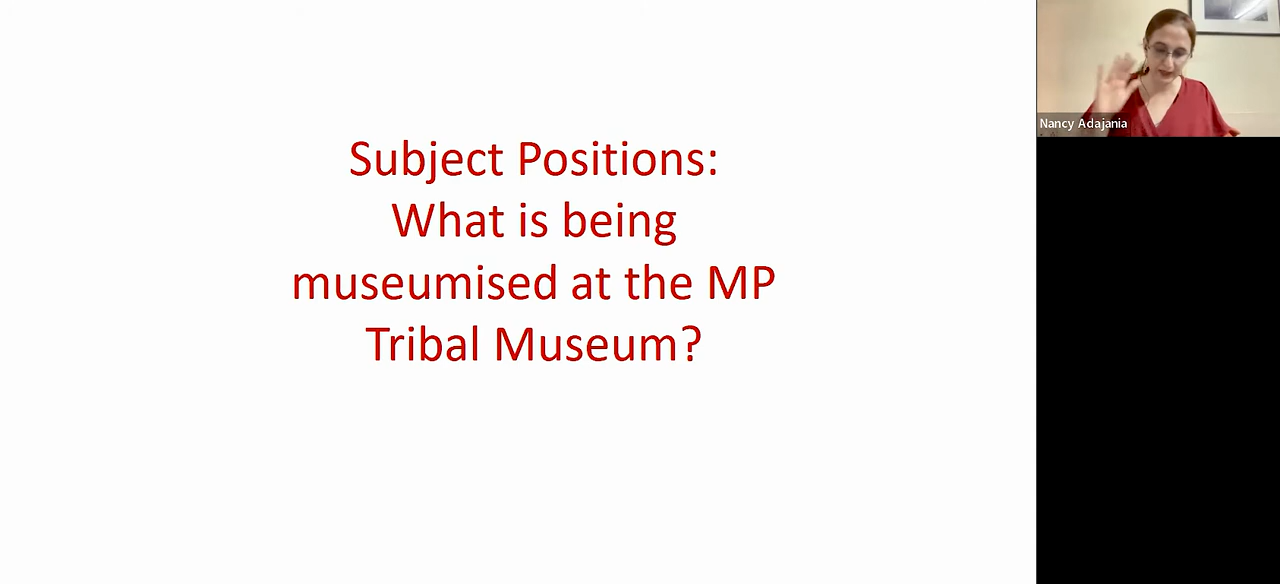 Subject Positions:
What is being
museumised at the MP
Tribal Museum?
Nancy Adajania